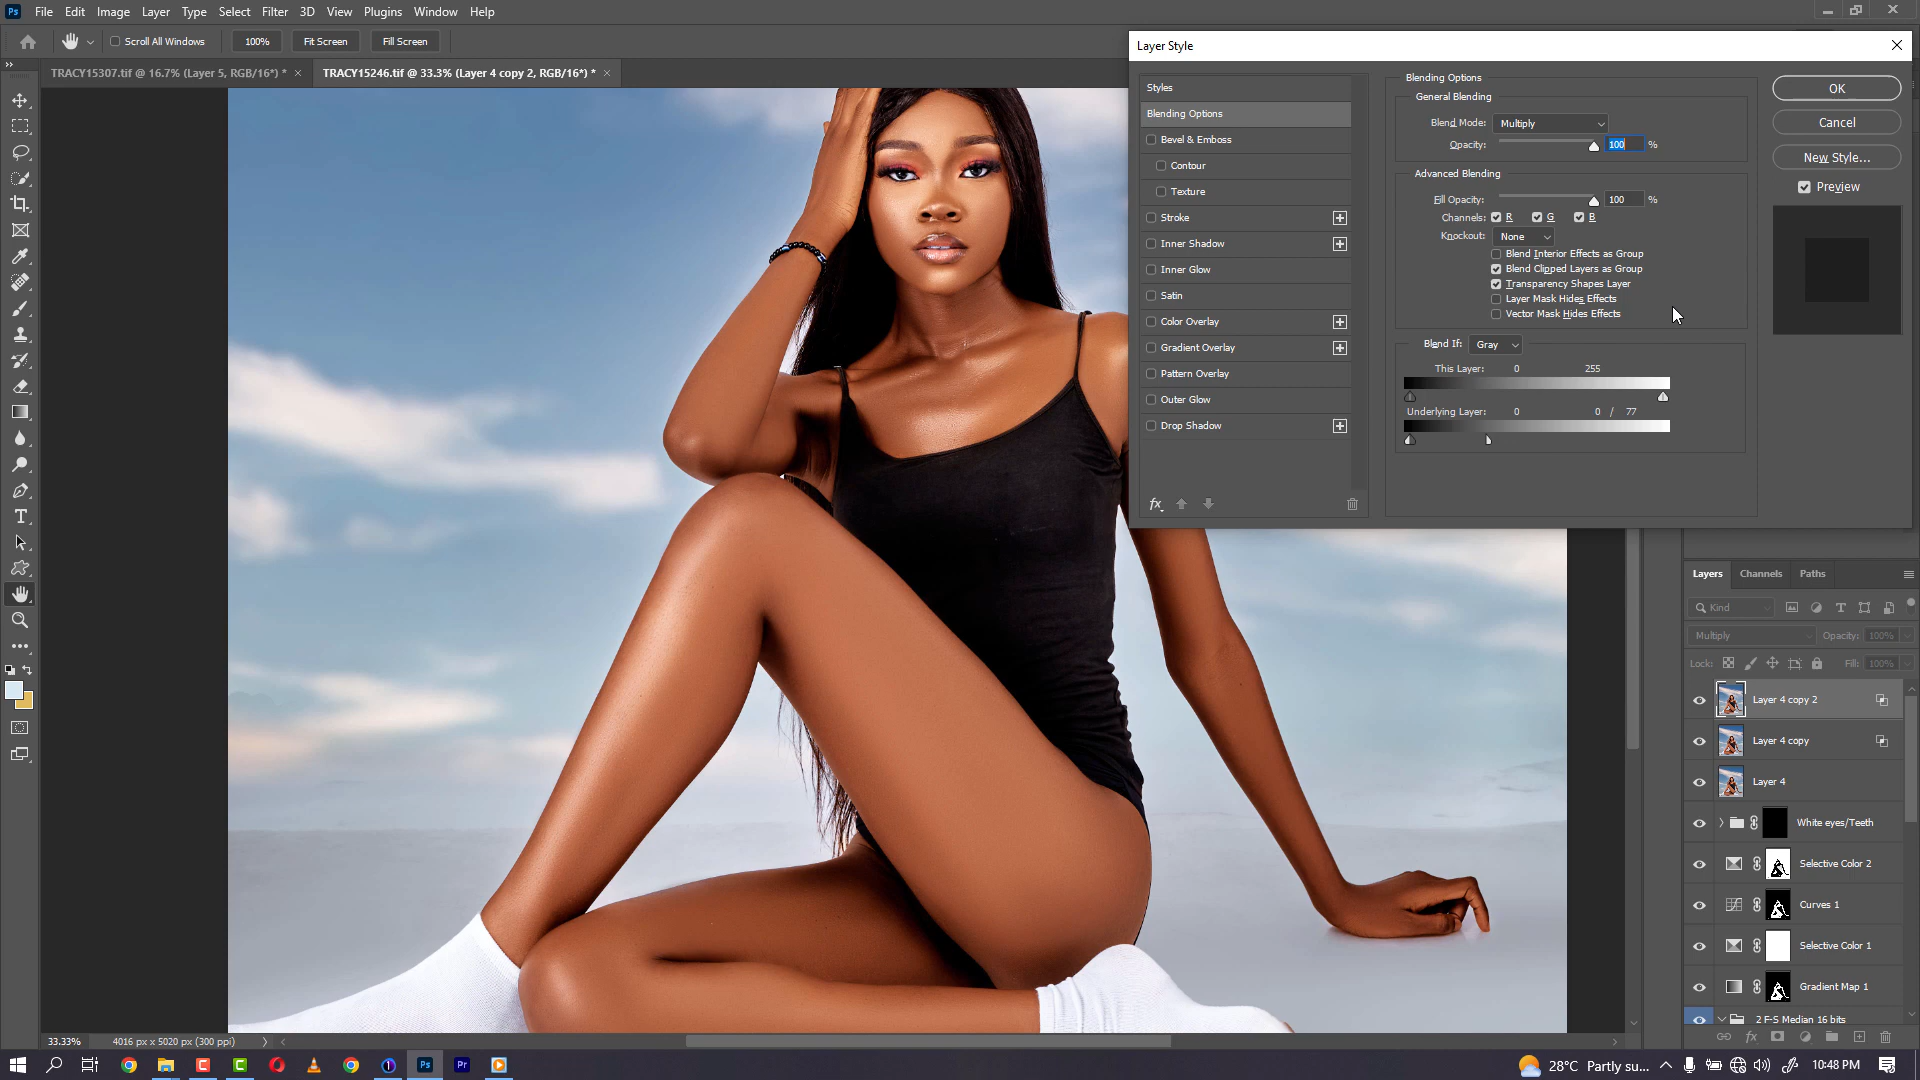 Ps File Edit Image Layer Type Select Filter 3D View Plugins Window Help
Scroll All Windows 100% Fit Screen Fill Screen
TRACY15307.tif @ 16.7% (Layer 5, RGB/16*) * TRACY15246.tif @ 33.3% (Layer 4 copy 2, RGB/16*) *
Layer Style
Styles
Blending Options
Bevel & Emboss
Contour
Texture
Stroke
Inner Shadow
Inner Glow
Satin
Color Overlay
Gradient Overlay
Pattern Overlay
Outer Glow
Drop Shadow
fx
Blending Options
General Blending
Blend Mode: Multiply
Opacity: 100 %
Advanced Blending
Fill Opacity: 100 %
Channels: R G B
Knockout: None
Blend Interior Effects as Group
Blend Clipped Layers as Group
Transparency Shapes Layer
Layer Mask Hides Effects
Vector Mask Hides Effects
Blend If: Gray
This Layer: 0 255
Underlying Layer: 0 0 / 77
OK
Cancel
New Style...
Preview
Layers Channels Paths
Kind
Multiply Opacity: 100%
Lock: Fill: 100%
Layer 4 copy 2
Layer 4 copy
Layer 4
White eyes/Teeth
Selective Color 2
Curves 1
Selective Color 1
Gradient Map 1
2 F-S Median 16 bits
fx
33.33% 4016 px x 5020 px (300 ppi)
Ps Pr 28°C Partly su... 10:48 PM